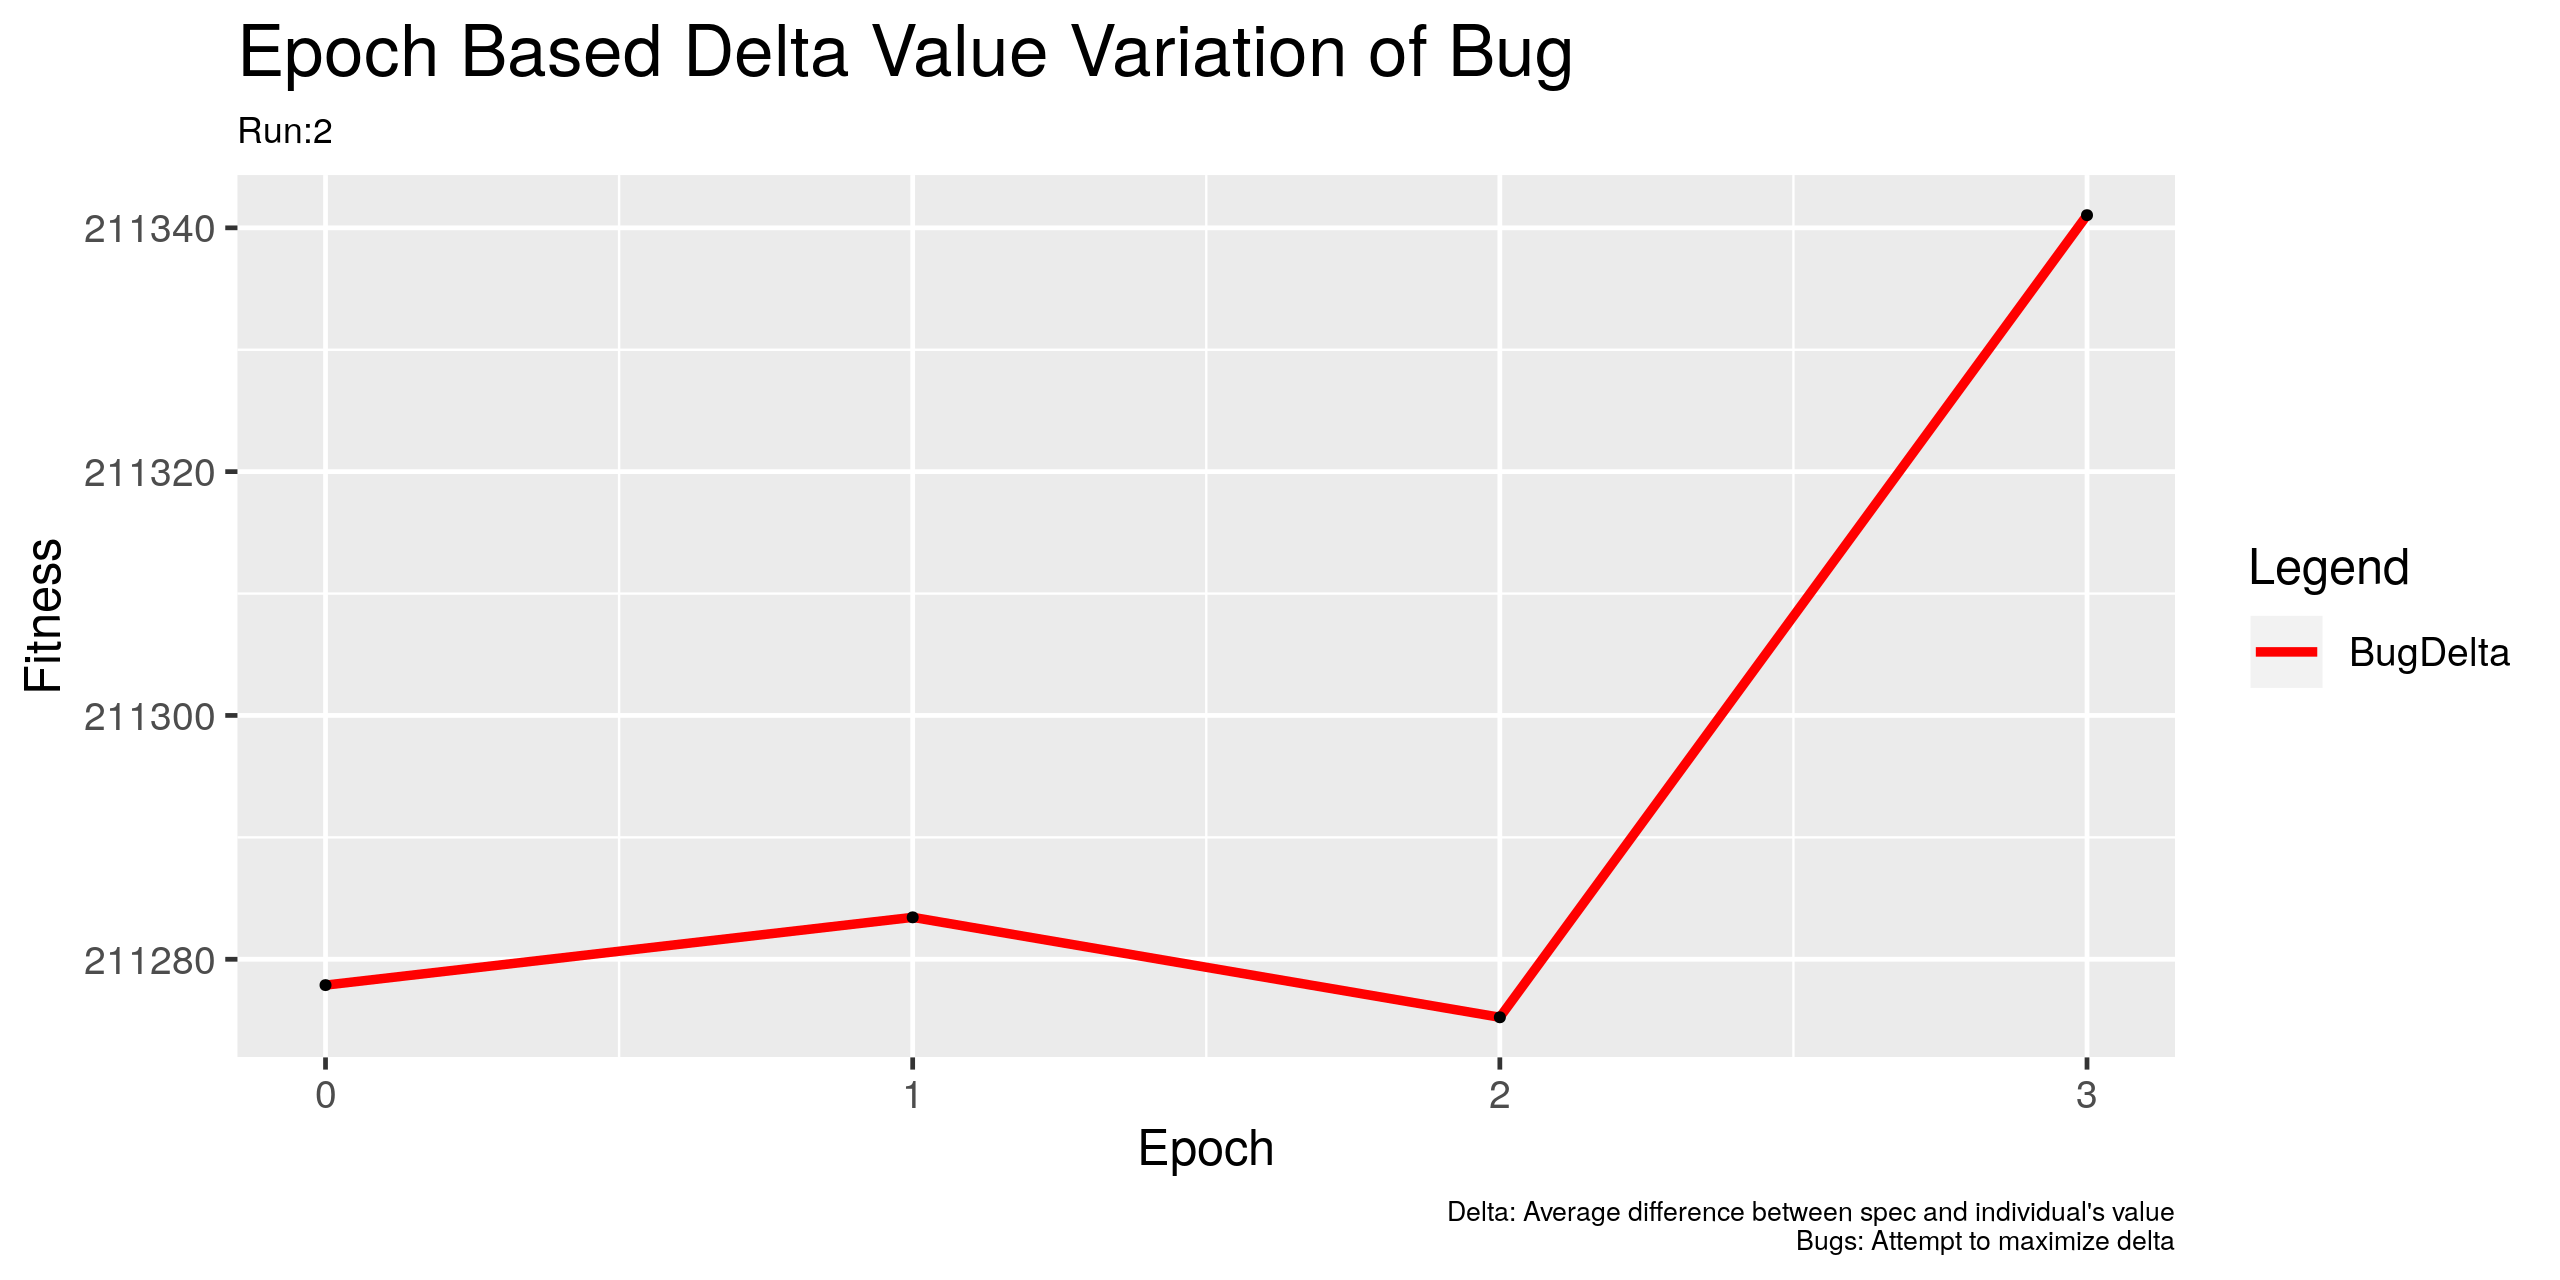 Epoch Based Delta Value Variation of Bug
Run:2
211340
211320
211300
211280
Fitness
0 1 2 3
Epoch
Legend
BugDelta
Delta: Average difference between spec and individual's value
Bugs: Attempt to maximize delta